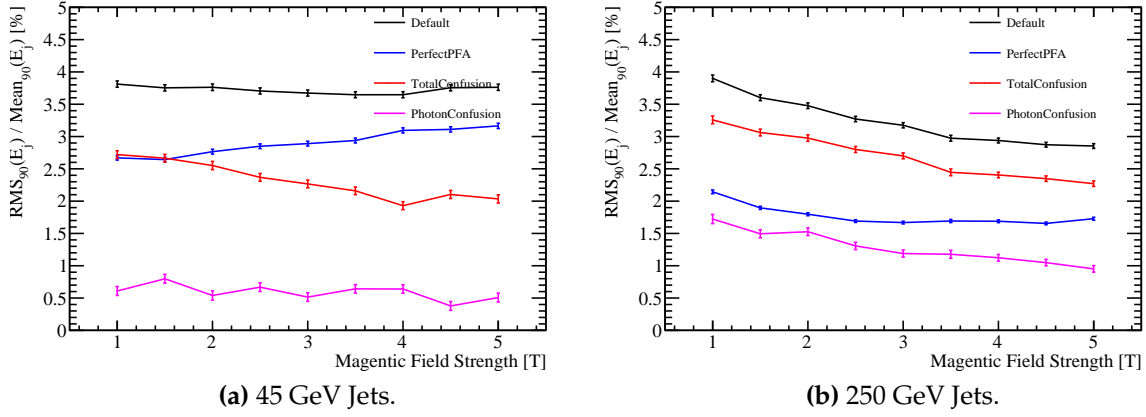 RMS90(Ej) / Mean90(Ej) [%]
5
4.5
4
3.5
3
2.5
2
1.5
1
0.5
0
Default
PerfectPFA
TotalConfusion
PhotonConfusion
1 2 3 4 5
Magentic Field Strength [T]
(a) 45 GeV Jets.
RMS90(Ej) / Mean90(Ej) [%]
5
4.5
4
3.5
3
2.5
2
1.5
1
0.5
0
Default
PerfectPFA
TotalConfusion
PhotonConfusion
1 2 3 4 5
Magentic Field Strength [T]
(b) 250 GeV Jets.